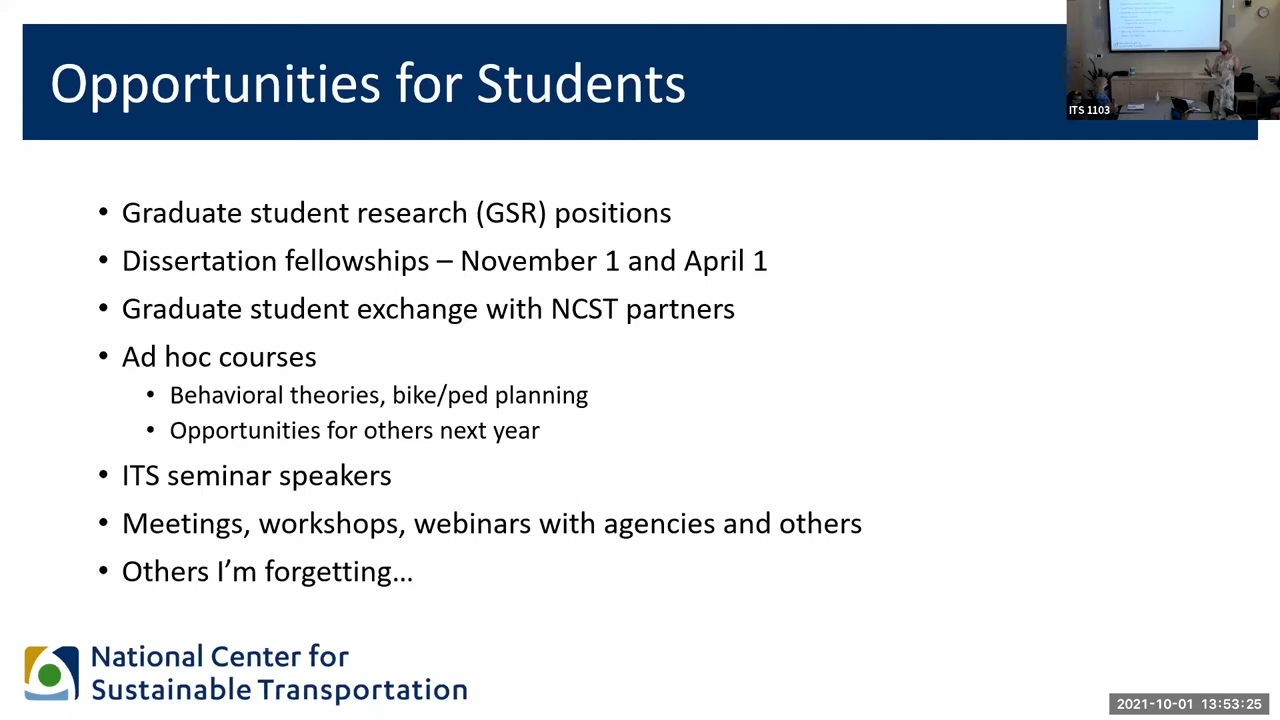 Opportunities for Students
ITS 1103
• Graduate student research (GSR) positions
• Dissertation fellowships – November 1 and April 1
• Graduate student exchange with NCST partners
• Ad hoc courses
• Behavioral theories, bike/ped planning
• Opportunities for others next year
• ITS seminar speakers
• Meetings, workshops, webinars with agencies and others
• Others I’m forgetting…
National Center for
Sustainable Transportation
2021-10-01 13:53:25